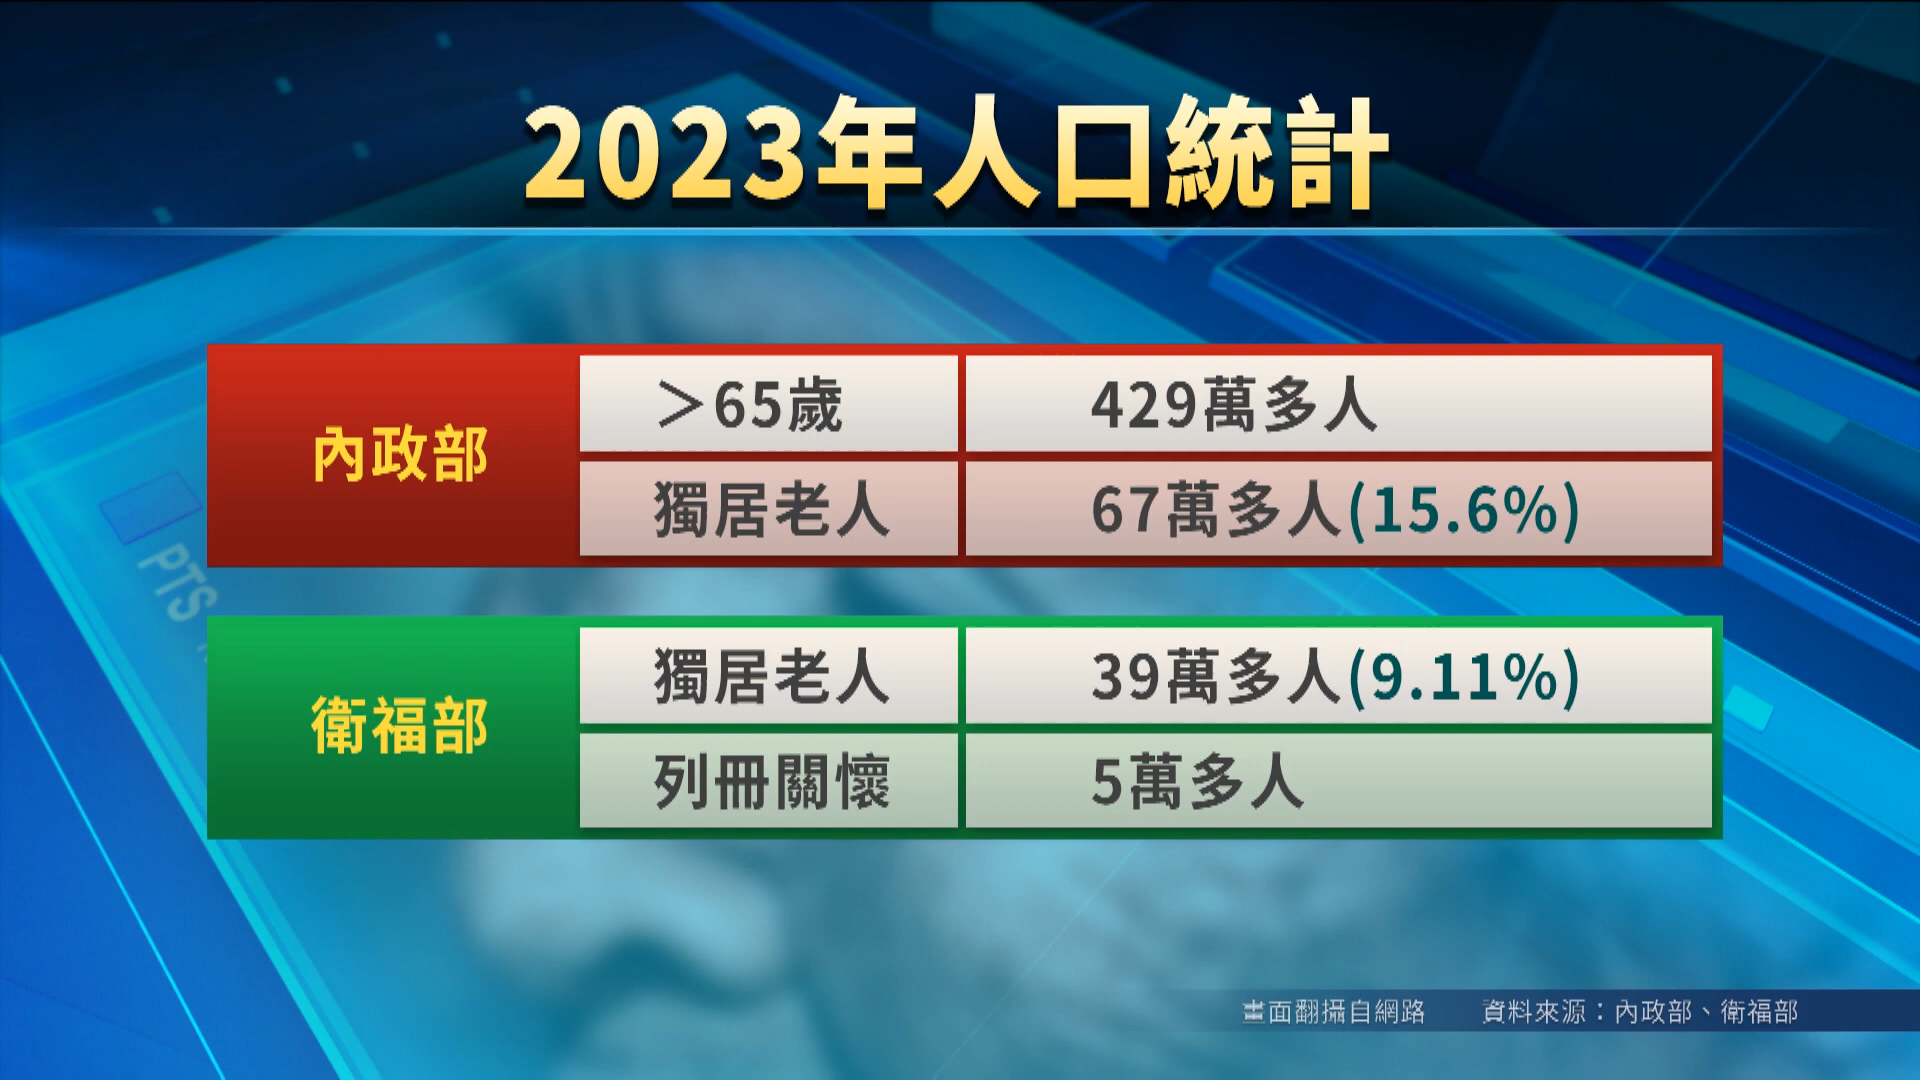 2023年人口統計
內政部
＞65歲 429萬多人
獨居老人 67萬多人(15.6%)
衛福部
獨居老人 39萬多人(9.11%)
列冊關懷 5萬多人
PTS
畫面翻攝自網路 資料來源：內政部、衛福部